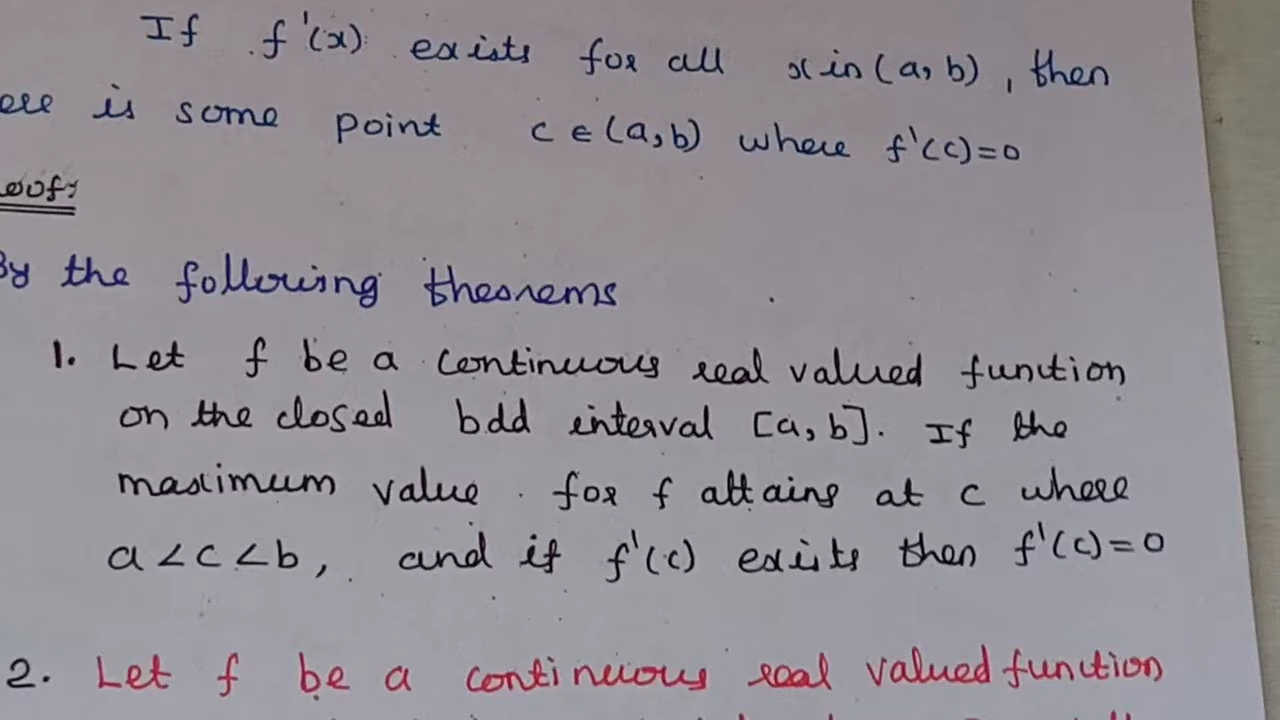 If f'(x) exists for all x in (a, b), then
is some point c ∈ (a, b) where f'(c) = 0
By the following theorems
1. Let f be a continuous real valued function
on the closed bdd interval [a, b]. If the
maximum value for f attains at c where
a < c < b, and if f'(c) exists then f'(c) = 0
2. Let f be a continuous real valued function